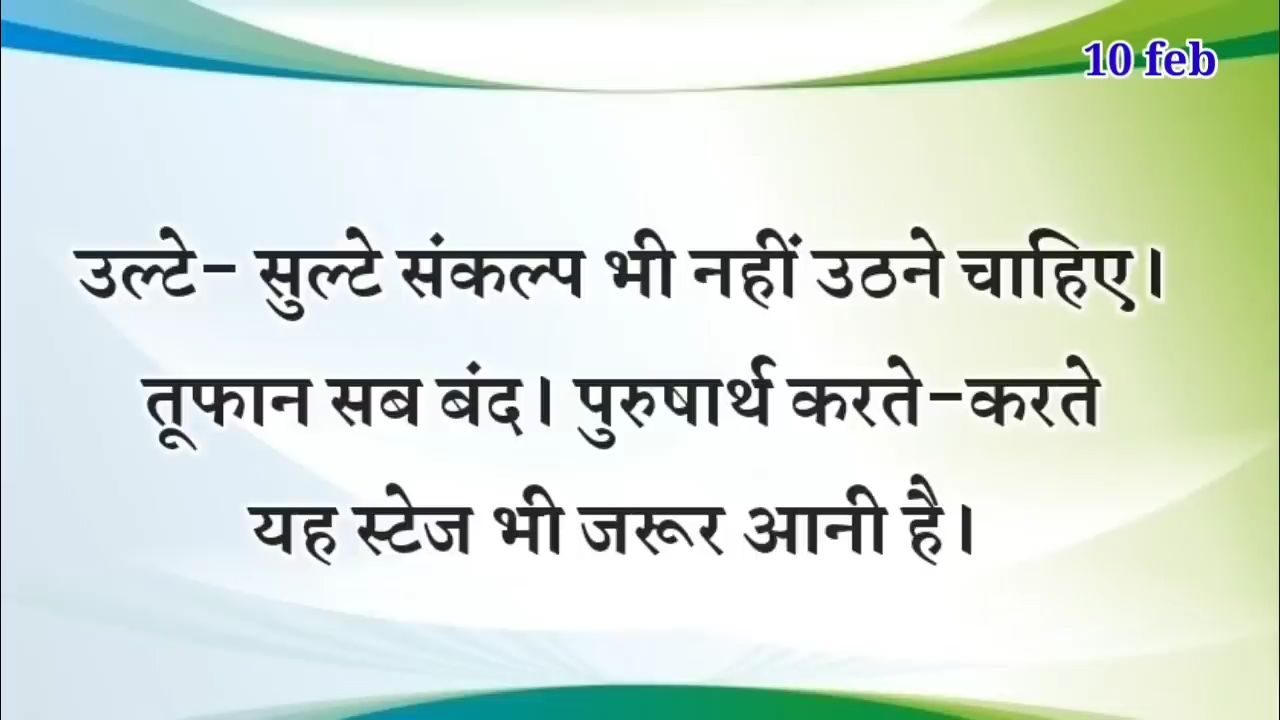 10 feb
उल्टे- सुल्टे संकल्प भी नहीं उठने चाहिए।
तूफान सब बंद। पुरुषार्थ करते-करते
यह स्टेज भी जरूर आनी है।